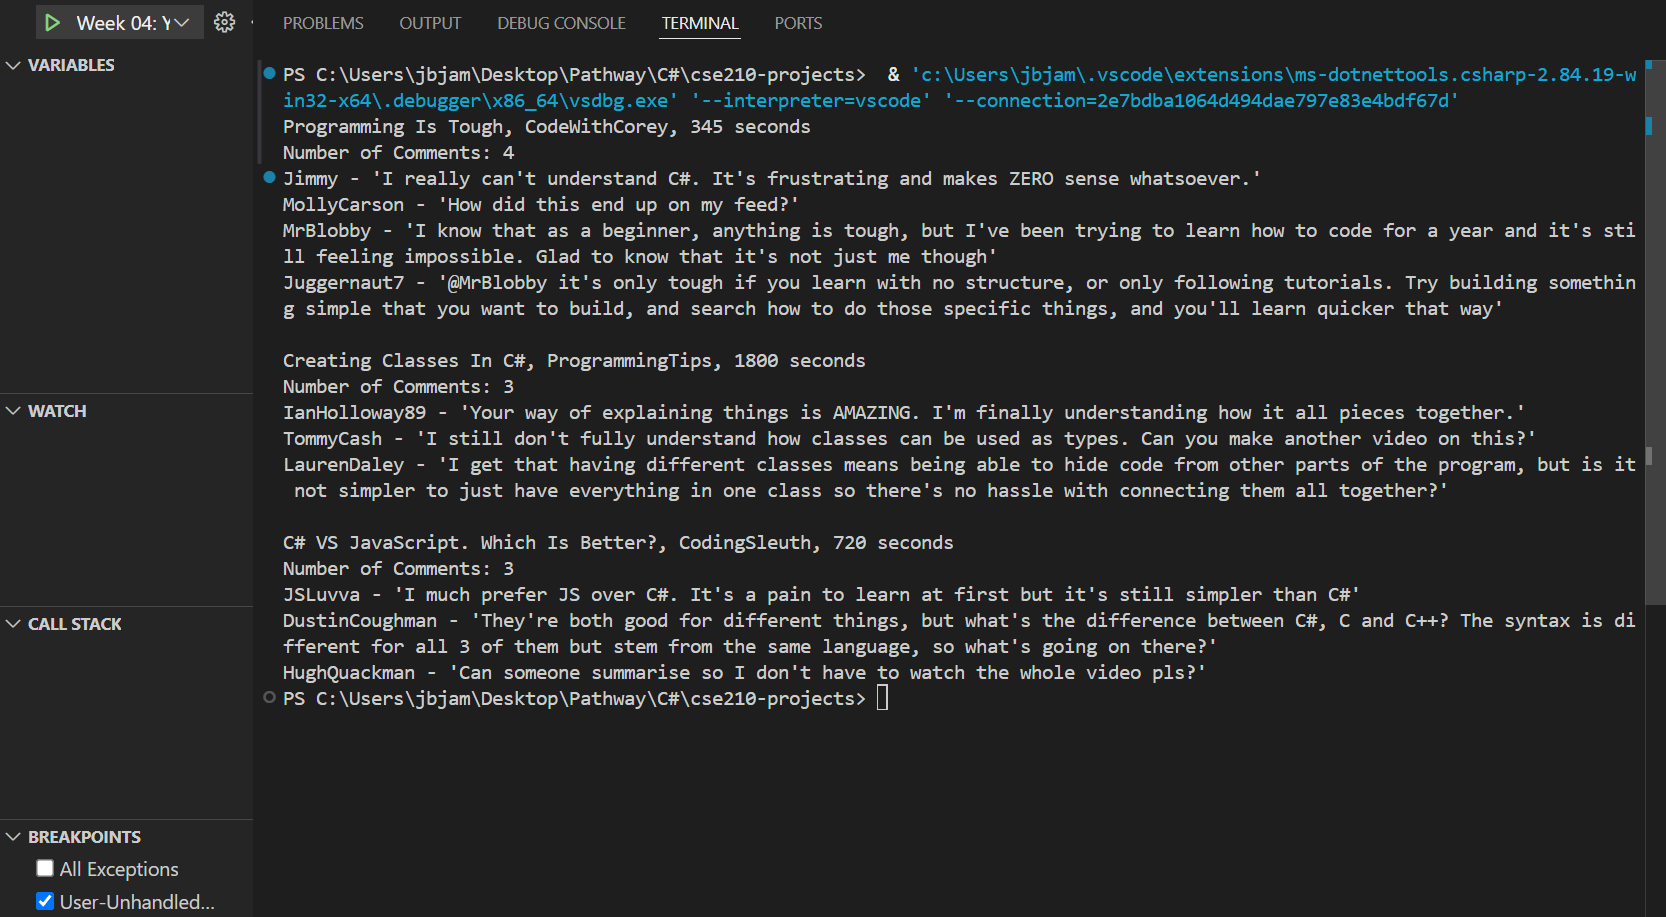 Week 04: Y
PROBLEMS OUTPUT DEBUG CONSOLE TERMINAL PORTS
VARIABLES
WATCH
CALL STACK
BREAKPOINTS
All Exceptions
User-Unhandled...
PS C:\Users\jbjam\Desktop\Pathway\C#\cse210-projects>  & 'c:\Users\jbjam\.vscode\extensions\ms-dotnettools.csharp-2.84.19-w
in32-x64\.debugger\x86_64\vsdbg.exe' '--interpreter=vscode' '--connection=2e7bdba1064d494dae797e83e4bdf67d'
Programming Is Tough, CodeWithCorey, 345 seconds
Number of Comments: 4
Jimmy - 'I really can't understand C#. It's frustrating and makes ZERO sense whatsoever.'
MollyCarson - 'How did this end up on my feed?'
MrBlobby - 'I know that as a beginner, anything is tough, but I've been trying to learn how to code for a year and it's sti
ll feeling impossible. Glad to know that it's not just me though'
Juggernaut7 - '@MrBlobby it's only tough if you learn with no structure, or only following tutorials. Try building somethin
g simple that you want to build, and search how to do those specific things, and you'll learn quicker that way'
Creating Classes In C#, ProgrammingTips, 1800 seconds
Number of Comments: 3
IanHolloway89 - 'Your way of explaining things is AMAZING. I'm finally understanding how it all pieces together.'
TommyCash - 'I still don't fully understand how classes can be used as types. Can you make another video on this?'
LaurenDaley - 'I get that having different classes means being able to hide code from other parts of the program, but is it
not simpler to just have everything in one class so there's no hassle with connecting them all together?'
C# VS JavaScript. Which Is Better?, CodingSleuth, 720 seconds
Number of Comments: 3
JSLuvva - 'I much prefer JS over C#. It's a pain to learn at first but it's still simpler than C#'
DustinCoughman - 'They're both good for different things, but what's the difference between C#, C and C++? The syntax is di
fferent for all 3 of them but stem from the same language, so what's going on there?'
HughQuackman - 'Can someone summarise so I don't have to watch the whole video pls?'
PS C:\Users\jbjam\Desktop\Pathway\C#\cse210-projects>